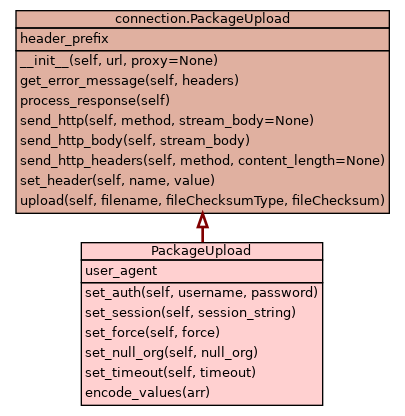 connection.PackageUpload
header_prefix
__init__(self, url, proxy=None)
get_error_message(self, headers)
process_response(self)
send_http(self, method, stream_body=None)
send_http_body(self, stream_body)
send_http_headers(self, method, content_length=None)
set_header(self, name, value)
upload(self, filename, fileChecksumType, fileChecksum)
PackageUpload
user_agent
set_auth(self, username, password)
set_session(self, session_string)
set_force(self, force)
set_null_org(self, null_org)
set_timeout(self, timeout)
encode_values(arr)